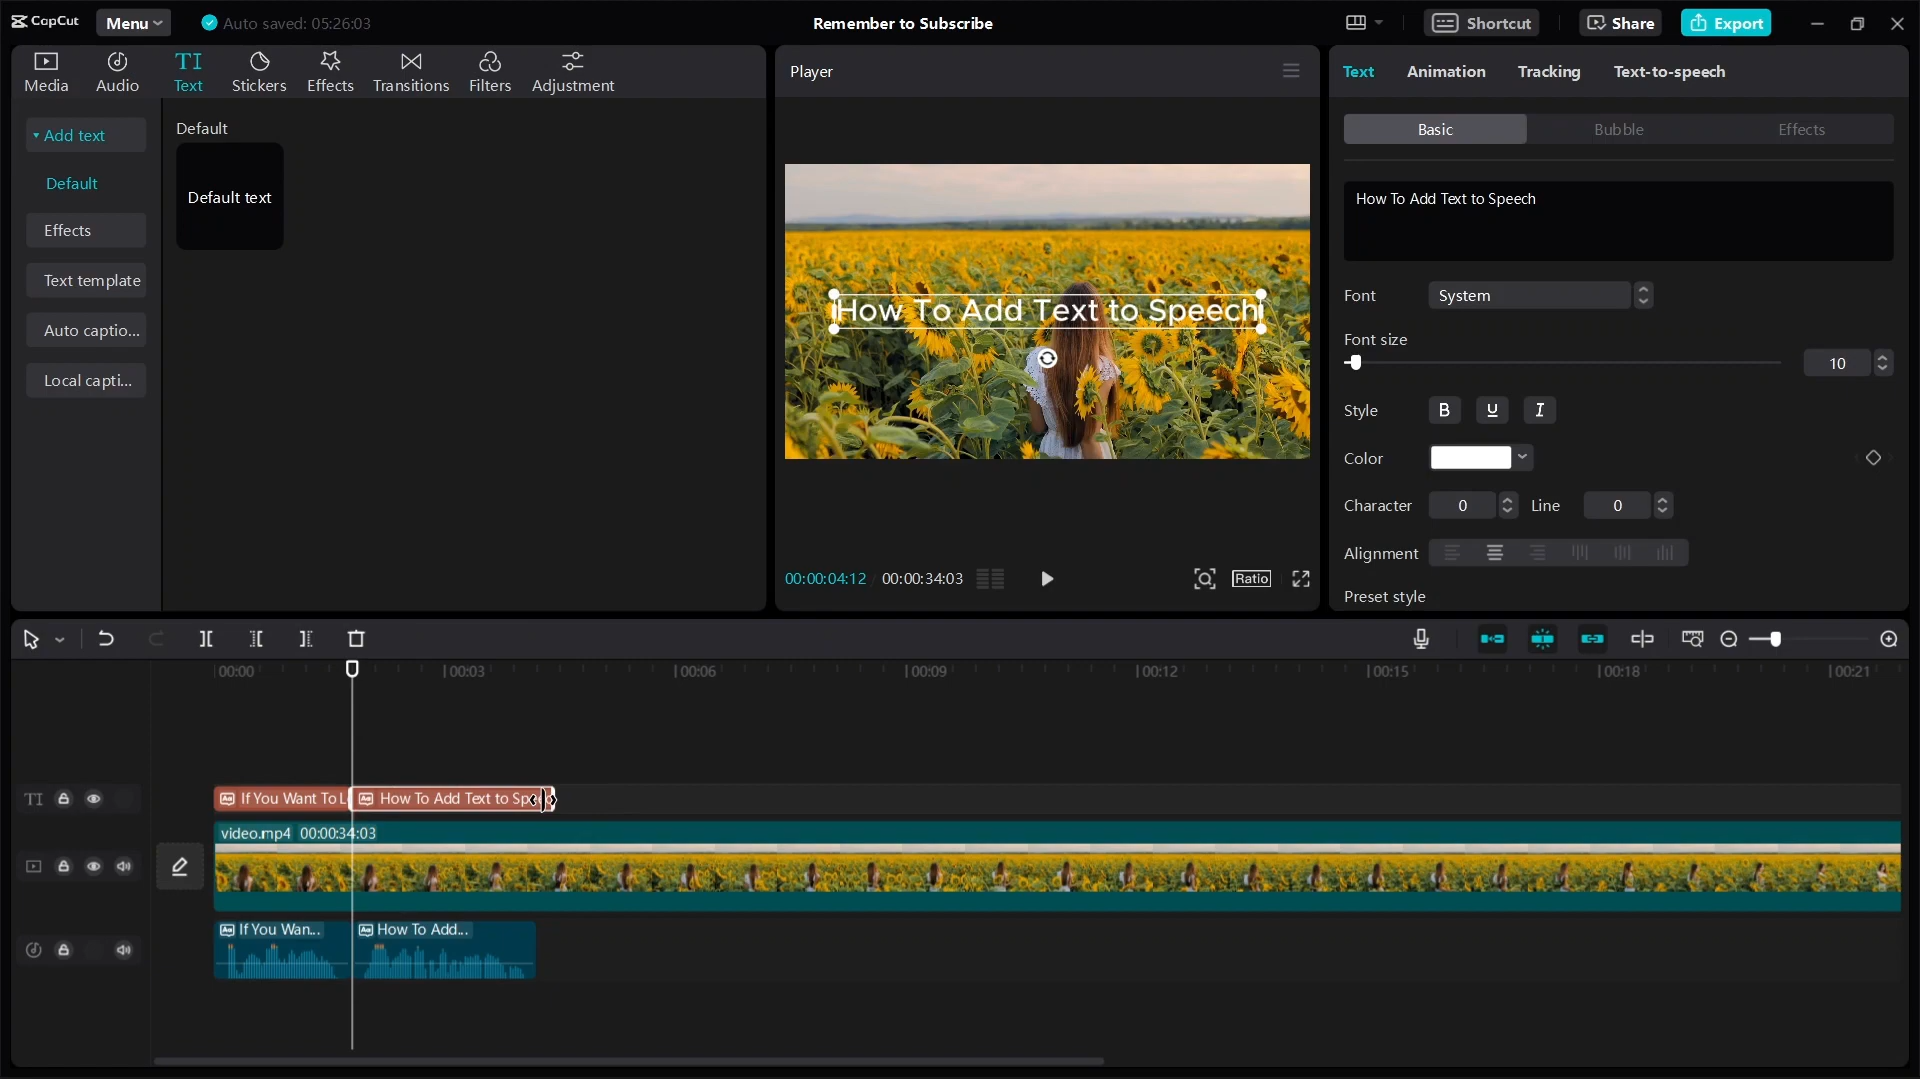 CapCut Menu Auto saved: 05:26:03 Remember to Subscribe Shortcut Share Export
Media Audio Text Stickers Effects Transitions Filters Adjustment
Add text
Default
Effects
Text template
Auto captio...
Local capti...
Default
Default text
Player
How To Add Text to Speech
00:00:04:12 / 00:00:34:03 Ratio
Text Animation Tracking Text-to-speech
Basic Bubble Effects
How To Add Text to Speech
Font System
Font size
10
Style B U I
Color
Character 0 Line 0
Alignment
Preset style
00:00 00:03 00:06 00:09 00:12 00:15 00:18 00:21
TI If You Want To L How To Add Text to Sp
video.mp4 00:00:34:03
If You Wan... How To Add...